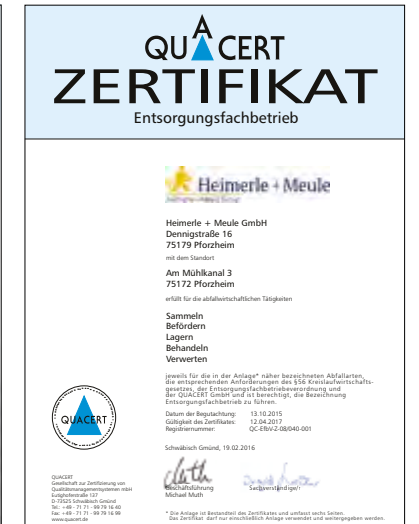 QUACERT
ZERTIFIKAT
Entsorgungsfachbetrieb
Heimerle + Meule
Heimerle + Meule GmbH
Dennigstraße 16
75179 Pforzheim
mit dem Standort
Am Mühlkanal 3
75172 Pforzheim
erfüllt für die abfallwirtschaftlichen Tätigkeiten
Sammeln
Befördern
Lagern
Behandeln
Verwerten
jeweils für die in der Anlage* näher bezeichneten Abfallarten,
die entsprechenden Anforderungen des §56 Kreislaufwirtschafts-
gesetzes, der Entsorgungsfachbetriebeverordnung und
der QUACERT GmbH und ist berechtigt, die Bezeichnung
Entsorgungsfachbetrieb zu führen.
Datum der Begutachtung: 13.10.2015
Gültigkeit des Zertifikates: 12.04.2017
Registriernummer: QC-EfbV-Z-08/040-001
Schwäbisch Gmünd, 19.02.2016
QUACERT
QUACERT
Gesellschaft zur Zertifizierung von
Qualitätsmanagementsystemen mbH
Eutighoferstraße 137
D-73525 Schwäbisch Gmünd
Tel.: +49 - 71 71 - 99 79 16 40
Fax: +49 - 71 71 - 99 79 16 99
www.quacert.de
Geschäftsführung
Michael Muth
Sachverständige/r
* Die Anlage ist Bestandteil des Zertifikates und umfasst sechs Seiten.
Das Zertifikat darf nur einschließlich Anlage verwendet und weitergegeben werden.